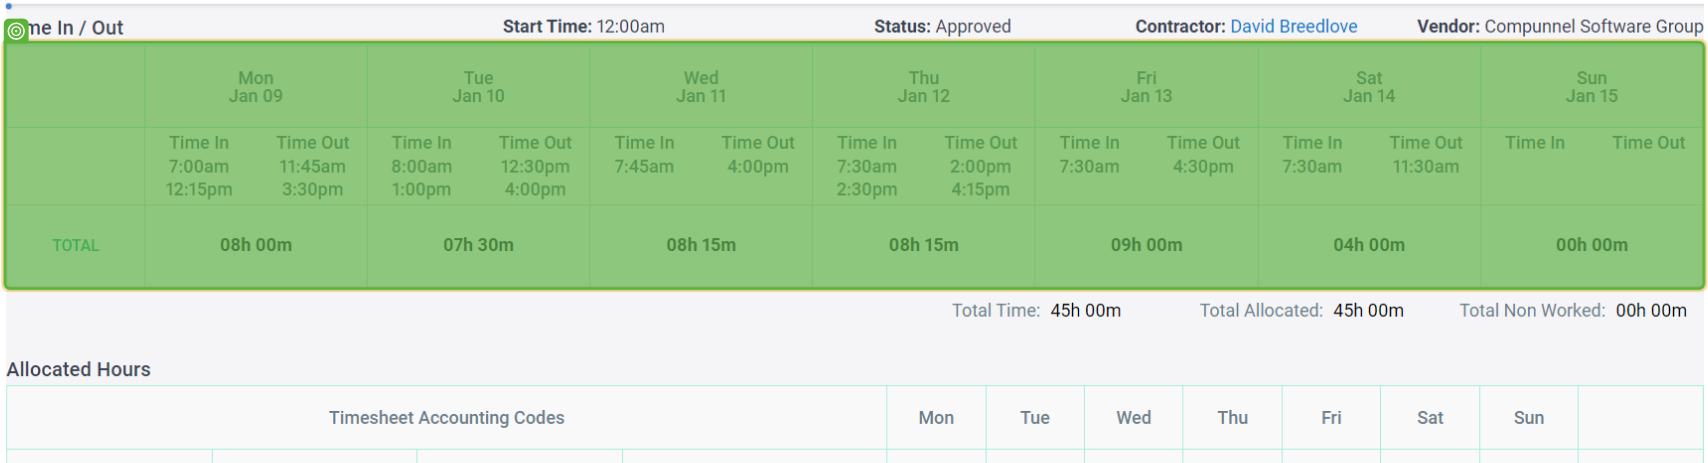 me In / Out Start Time: 12:00am Status: Approved Contractor: David Breedlove Vendor: Compunnel Software Group
Mon Tue Wed Thu Fri Sat Sun
Jan 09 Jan 10 Jan 11 Jan 12 Jan 13 Jan 14 Jan 15
Time In Time Out Time In Time Out Time In Time Out Time In Time Out Time In Time Out Time In Time Out Time In Time Out
7:00am 11:45am 8:00am 12:30pm 7:45am 4:00pm 7:30am 2:00pm 7:30am 4:30pm 7:30am 11:30am
12:15pm 3:30pm 1:00pm 4:00pm 2:30pm 4:15pm
TOTAL 08h 00m 07h 30m 08h 15m 08h 15m 09h 00m 04h 00m 00h 00m
Total Time: 45h 00m Total Allocated: 45h 00m Total Non Worked: 00h 00m
Allocated Hours
Timesheet Accounting Codes Mon Tue Wed Thu Fri Sat Sun